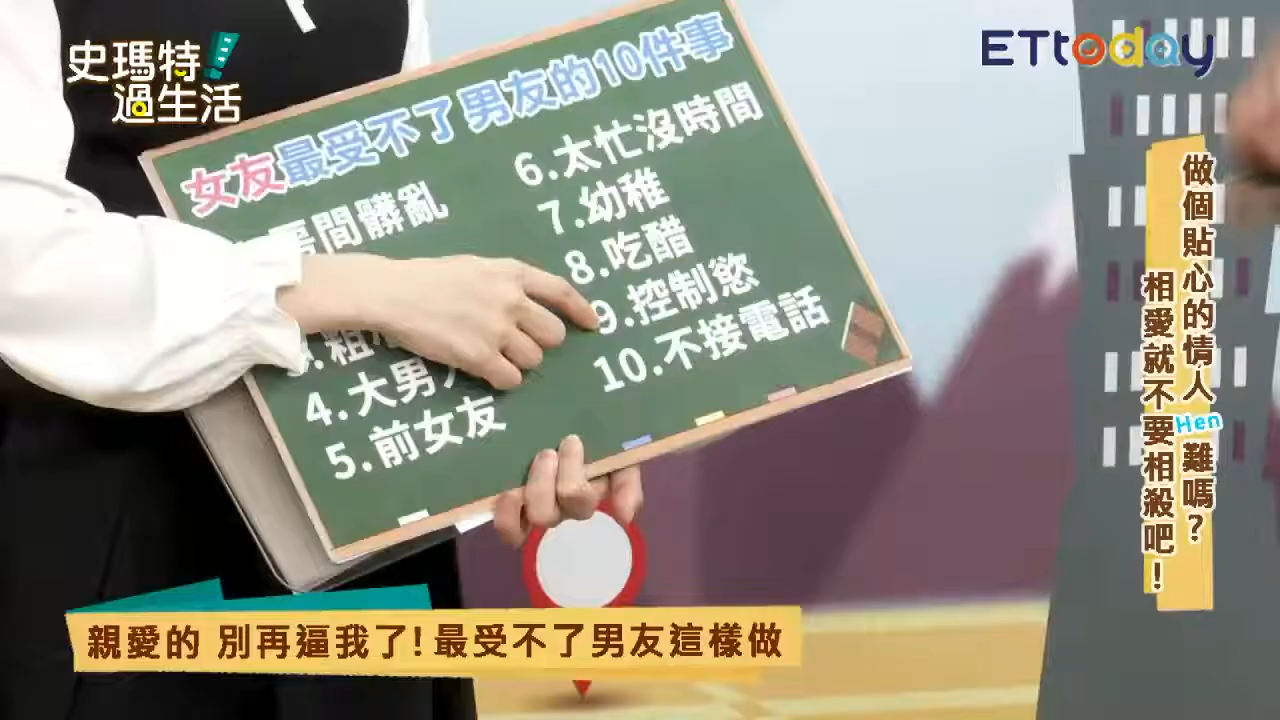 史瑪特
過生活
ETtoday
女友最受不了男友的10件事
房間髒亂
4.大男
5.前女友
6.太忙沒時間
7.幼稚
8.吃醋
9.控制慾
10.不接電話
做個貼心的情人Hen難嗎?
相愛就不要相殺吧!
親愛的 別再逼我了!最受不了男友這樣做